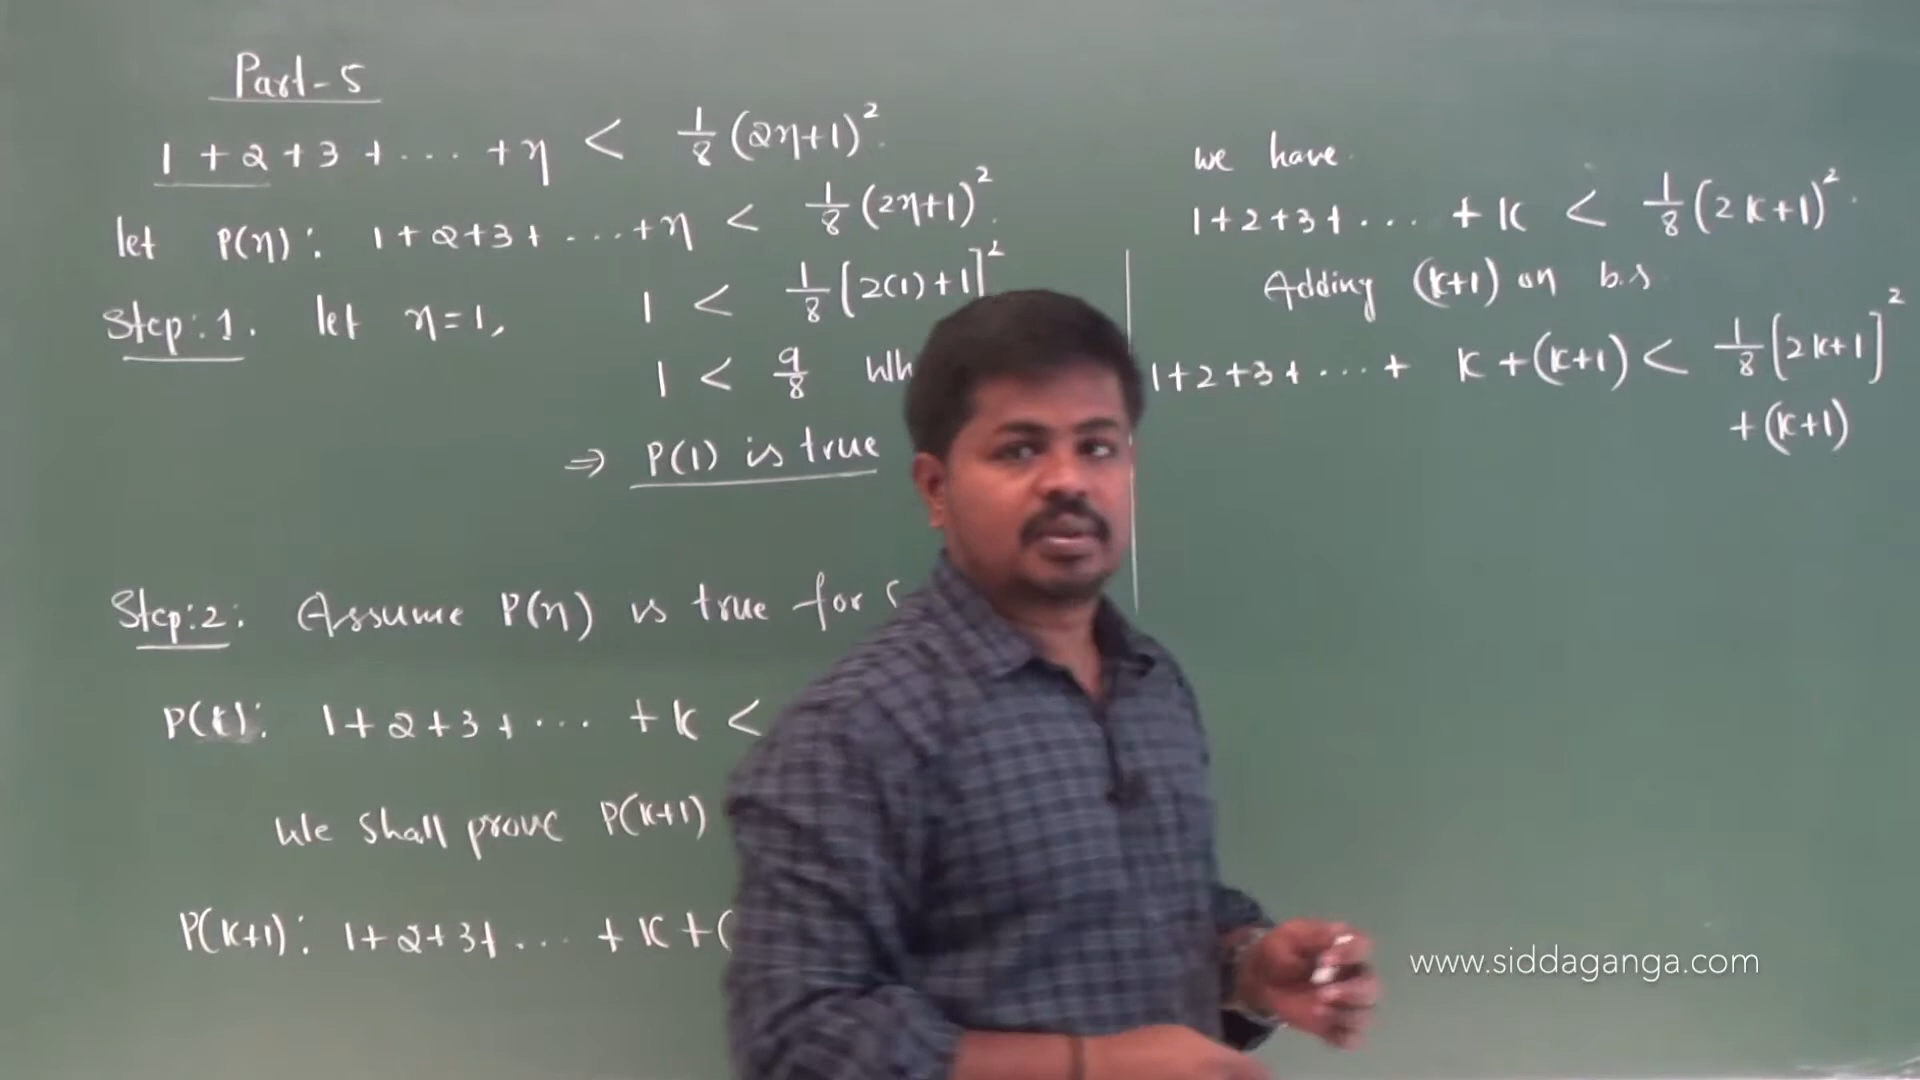 Part-5
1 + 2 + 3 + ... + η < 1/8 (2η+1)²
let P(η): 1+2+3+ ... + η < 1/8 (2η+1)².
Step:1. let η=1, 1 < 1/8 [2(1)+1]²
1 < 9/8
⇒ P(1) is true
Step:2: Assume P(η) is true for
P(k): 1+2+3+ ... + k <
We shall prove P(k+1)
P(k+1): 1+2+3+ ... + k +(
we have
1+2+3+ ... + k < 1/8 (2k+1)².
Adding (k+1) on b.s
1+2+3+ ... + k +(k+1) < 1/8 [2k+1]²
+ (k+1)
www.siddaganga.com